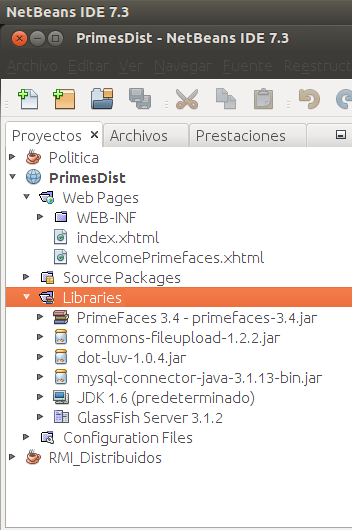 NetBeans IDE 7.3
PrimesDist - NetBeans IDE 7.3
Archivo Editar Ver Navegar Fuente Reestruct
Proyectos × Archivos Prestaciones
Politica
PrimesDist
Web Pages
WEB-INF
index.xhtml
welcomePrimefaces.xhtml
Source Packages
Libraries
PrimeFaces 3.4 - primefaces-3.4.jar
commons-fileupload-1.2.2.jar
dot-luv-1.0.4.jar
mysql-connector-java-3.1.13-bin.jar
JDK 1.6 (predeterminado)
GlassFish Server 3.1.2
Configuration Files
RMI_Distribuidos